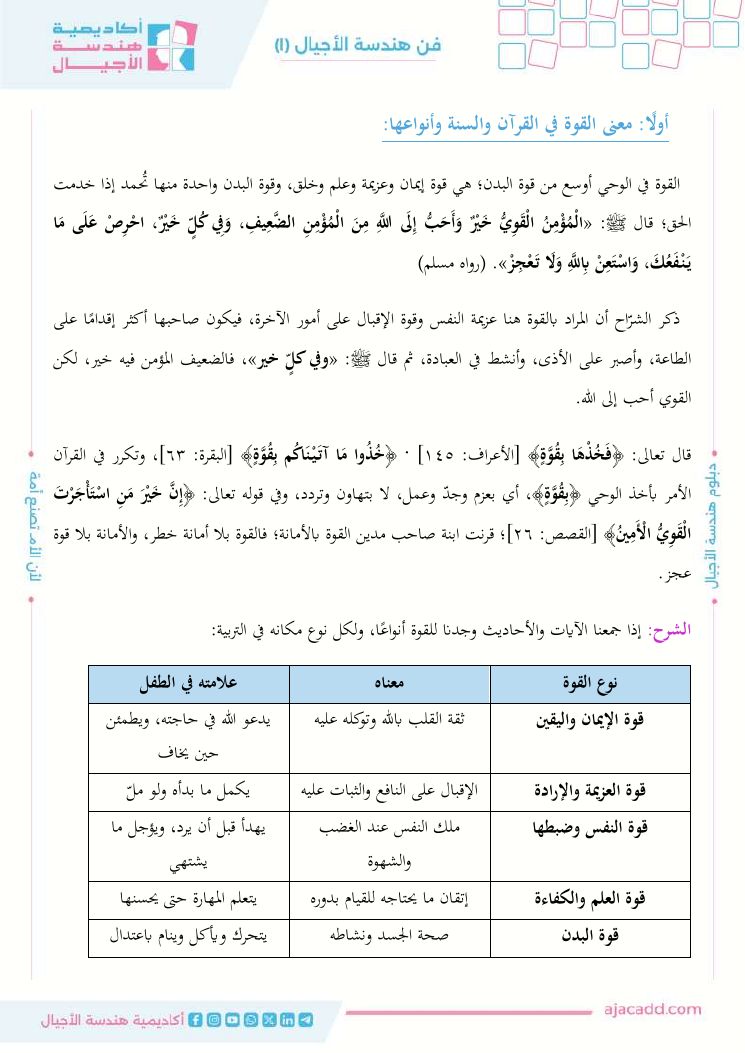 أكاديمية
هندسة
الأجيال
فن هندسة الأجيال (١)
أولًا: معنى القوة في القرآن والسنة وأنواعها:
القوة في الوحي أوسع من قوة البدن؛ هي قوة إيمان وعزيمة وعلم وخلق، وقوة البدن واحدة منها تُحمد إذا خدمت
الحق؛ قال ﷺ: «الْمُؤْمِنُ الْقَوِيُّ خَيْرٌ وَأَحَبُّ إِلَى اللَّهِ مِنَ الْمُؤْمِنِ الضَّعِيفِ، وَفِي كُلٍّ خَيْرٌ، احْرِصْ عَلَى مَا
يَنْفَعُكَ، وَاسْتَعِنْ بِاللَّهِ وَلَا تَعْجِزْ». (رواه مسلم)
ذكر الشرّاح أن المراد بالقوة هنا عزيمة النفس وقوة الإقبال على أمور الآخرة، فيكون صاحبها أكثر إقدامًا على
الطاعة، وأصبر على الأذى، وأنشط في العبادة، ثم قال ﷺ: «وفي كلّ خير»، فالضعيف المؤمن فيه خير، لكن
القوي أحب إلى الله.
قال تعالى: ﴿فَخُذْهَا بِقُوَّةٍ﴾ [الأعراف: ١٤٥] · ﴿خُذُوا مَا آتَيْنَاكُم بِقُوَّةٍ﴾ [البقرة: ٦٣]، وتكرر في القرآن
الأمر بأخذ الوحي ﴿بِقُوَّةٍ﴾، أي بعزم وجدّ وعمل، لا بتهاون وتردد، وفي قوله تعالى: ﴿إِنَّ خَيْرَ مَنِ اسْتَأْجَرْتَ
الْقَوِيُّ الْأَمِينُ﴾ [القصص: ٢٦]؛ قرنت ابنة صاحب مدين القوة بالأمانة؛ فالقوة بلا أمانة خطر، والأمانة بلا قوة
عجز.
الشرح: إذا جمعنا الآيات والأحاديث وجدنا للقوة أنواعًا، ولكل نوع مكانه في التربية:
نوع القوة معناه علامته في الطفل
قوة الإيمان واليقين ثقة القلب بالله وتوكله عليه يدعو الله في حاجته، ويطمئن
حين يخاف
قوة العزيمة والإرادة الإقبال على النافع والثبات عليه يكمل ما بدأه ولو ملّ
قوة النفس وضبطها ملك النفس عند الغضب يهدأ قبل أن يرد، ويؤجل ما
والشهوة يشتهي
قوة العلم والكفاءة إتقان ما يحتاجه للقيام بدوره يتعلم المهارة حتى يحسنها
قوة البدن صحة الجسد ونشاطه يتحرك ويأكل وينام باعتدال
دبلوم هندسة الأجيال
لأن الأم تصنع أمة
ajacadd.com
أكاديمية هندسة الأجيال